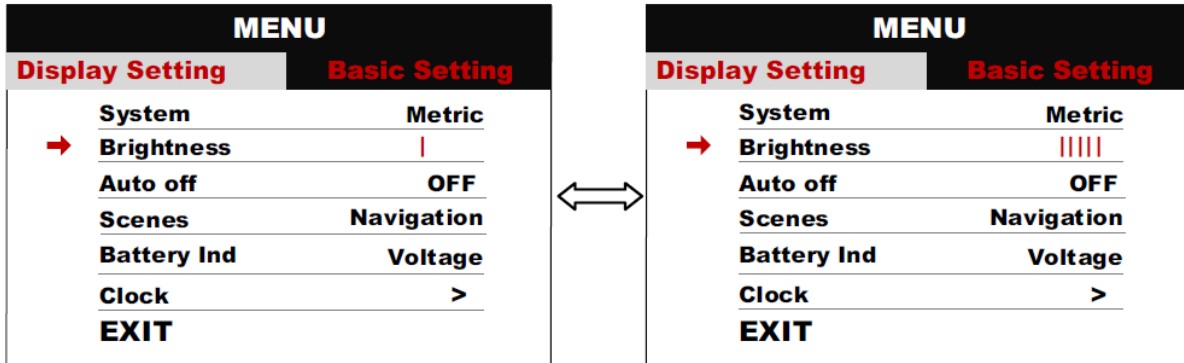 MENU
Display Setting Basic Setting
System Metric
Brightness |
Auto off OFF
Scenes Navigation
Battery Ind Voltage
Clock >
EXIT
MENU
Display Setting Basic Setting
System Metric
Brightness |||||
Auto off OFF
Scenes Navigation
Battery Ind Voltage
Clock >
EXIT